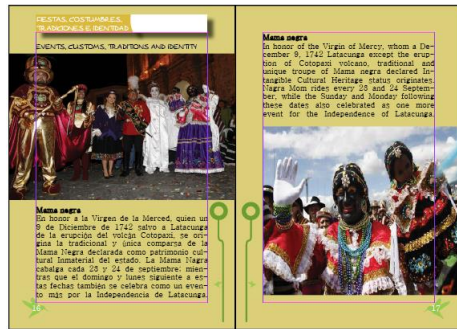 FIESTAS, COSTUMBRES,
TRADICIONES E IDENTIDAD
EVENTS, CUSTOMS, TRADITIONS AND IDENTITY
Mama negra
En honor a la Virgen de la Merced, quien un
9 de Diciembre de 1742 salvo a Latacunga
de la erupción del volcán Cotopaxi, se ori-
gina la tradicional y única comparsa de la
Mama Negra declarada como patrimonio cul-
tural Inmaterial del estado. La Mama Negra
cabalga cada 23 y 24 de septiembre; mien-
tras que el domingo y lunes siguiente a es-
tas fechas también se celebra como un even-
to más por la Independencia de Latacunga.
16
Mama negra
In honor of the Virgin of Mercy, whom a De-
cember 9, 1742 Latacunga except the erup-
tion of Cotopaxi volcano, traditional and
unique troupe of Mama negra declared In-
tangible Cultural Heritage status originates.
Nagra Mom rides every 23 and 24 Septem-
ber, while the Sunday and Monday following
these dates also celebrated as one more
event for the Independence of Latacunga.
17